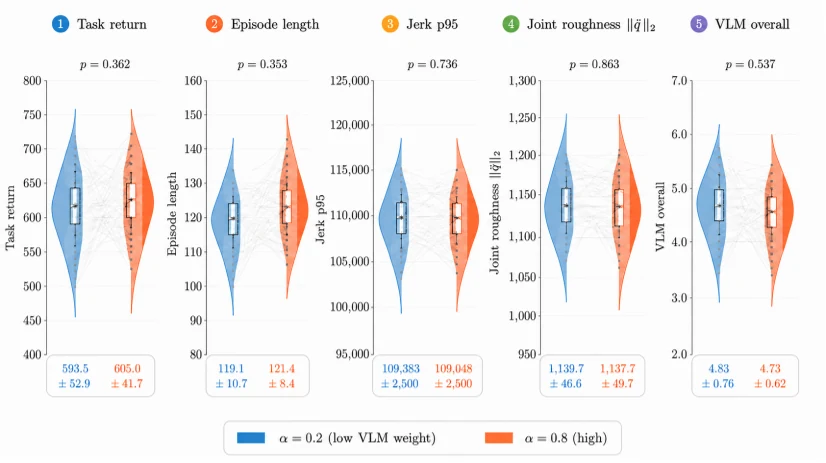 1 Task return
2 Episode length
3 Jerk p95
4 Joint roughness ‖q̈‖₂
5 VLM overall
p = 0.362
p = 0.353
p = 0.736
p = 0.863
p = 0.537
Task return
800
750
700
650
600
550
500
450
400
Episode length
160
150
140
130
120
110
100
90
80
Jerk p95
125,000
120,000
115,000
110,000
105,000
100,000
95,000
Joint roughness ‖q̈‖₂
1,300
1,250
1,200
1,150
1,100
1,050
1,000
950
VLM overall
7.0
6.0
5.0
4.0
3.0
2.0
593.5 605.0
± 52.9 ± 41.7
119.1 121.4
± 10.7 ± 8.4
109,383 109,048
± 2,500 ± 2,500
1,139.7 1,137.7
± 46.6 ± 49.7
4.83 4.73
± 0.76 ± 0.62
α = 0.2 (low VLM weight) α = 0.8 (high)